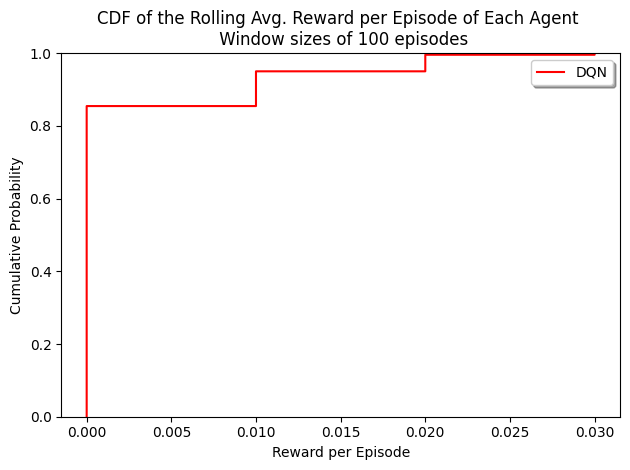 CDF of the Rolling Avg. Reward per Episode of Each Agent
Window sizes of 100 episodes
DQN
Cumulative Probability
1.0
0.8
0.6
0.4
0.2
0.0
0.000 0.005 0.010 0.015 0.020 0.025 0.030
Reward per Episode